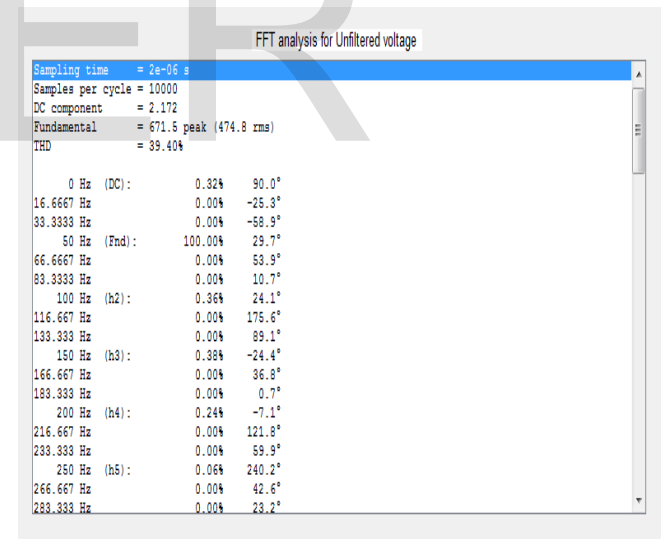 FFT analysis for Unfiltered voltage
Sampling time = 2e-06 s
Samples per cycle = 10000
DC component = 2.172
Fundamental = 671.5 peak (474.8 rms)
THD = 39.40%
0 Hz (DC): 0.32% 90.0°
16.6667 Hz 0.00% -25.3°
33.3333 Hz 0.00% -58.9°
50 Hz (Fnd): 100.00% 29.7°
66.6667 Hz 0.00% 53.9°
83.3333 Hz 0.00% 10.7°
100 Hz (h2): 0.36% 24.1°
116.667 Hz 0.00% 175.6°
133.333 Hz 0.00% 89.1°
150 Hz (h3): 0.38% -24.4°
166.667 Hz 0.00% 36.8°
183.333 Hz 0.00% 0.7°
200 Hz (h4): 0.24% -7.1°
216.667 Hz 0.00% 121.8°
233.333 Hz 0.00% 59.9°
250 Hz (h5): 0.06% 240.2°
266.667 Hz 0.00% 42.6°
283.333 Hz 0.00% 23.2°
ER